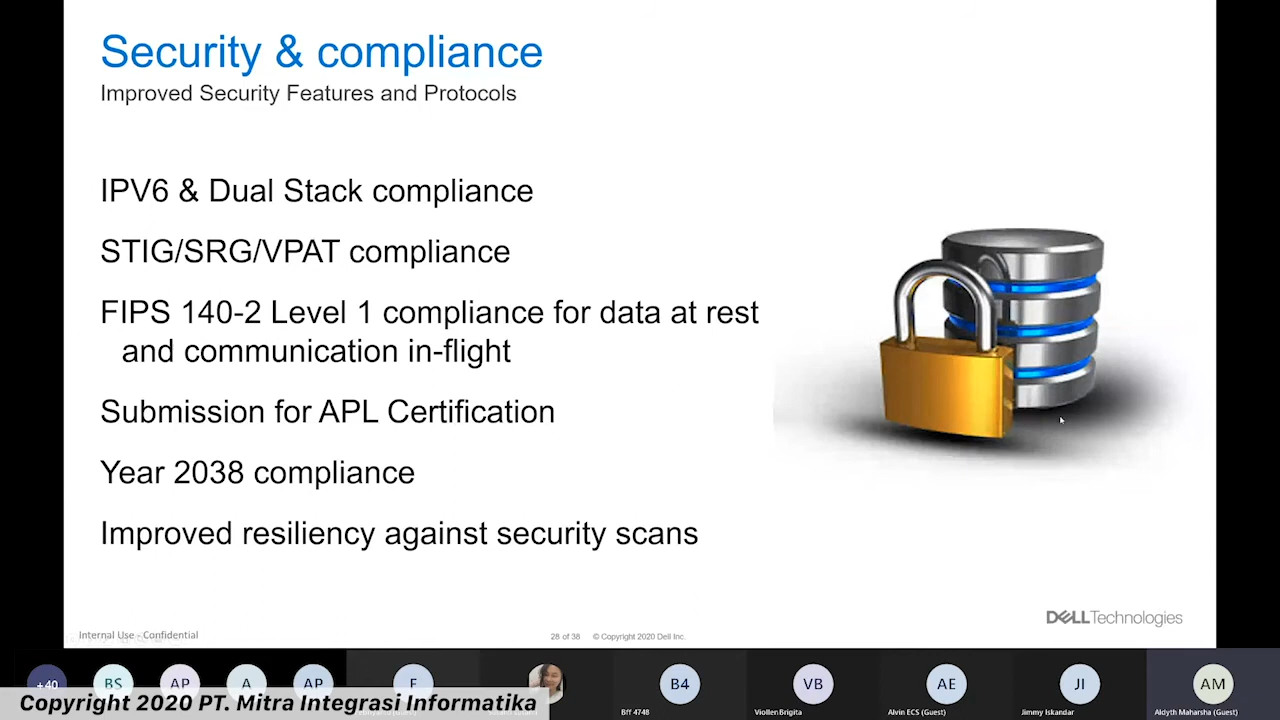 Security & compliance
Improved Security Features and Protocols
IPV6 & Dual Stack compliance
STIG/SRG/VPAT compliance
FIPS 140-2 Level 1 compliance for data at rest
and communication in-flight
Submission for APL Certification
Year 2038 compliance
Improved resiliency against security scans
DELLTechnologies
Internal Use - Confidential
28 of 38 © Copyright 2020 Dell Inc.
+40 BS AP A AP F B4 VB AE JI AM
Bff 4748 Viollen Brigita Alvin ECS (Guest) Jimmy Iskandar Aldyth Maharsha (Guest)
Copyright 2020 PT. Mitra Integrasi Informatika